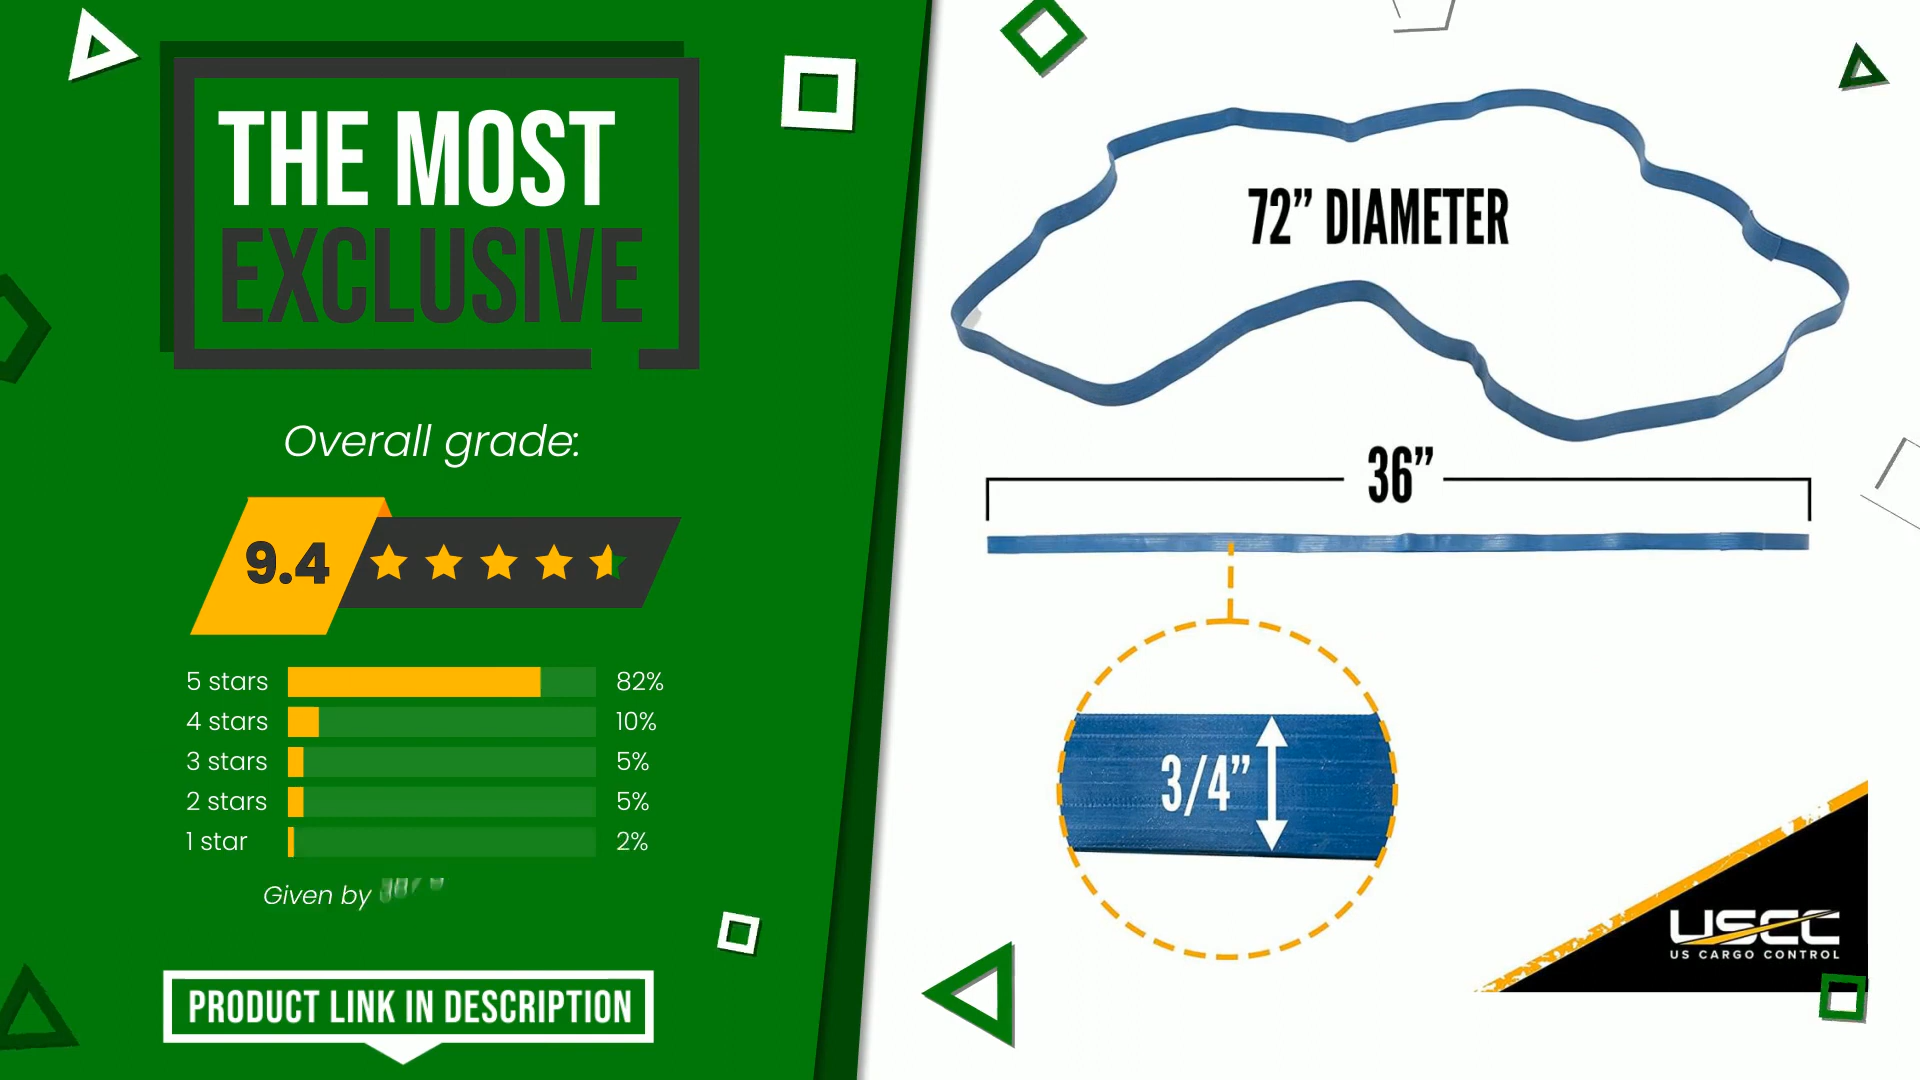 THE MOST
EXCLUSIVE
Overall grade:
9.4
5 stars 82%
4 stars 10%
3 stars 5%
2 stars 5%
1 star 2%
Given by
PRODUCT LINK IN DESCRIPTION
72” DIAMETER
36”
3/4”
USCC
US CARGO CONTROL